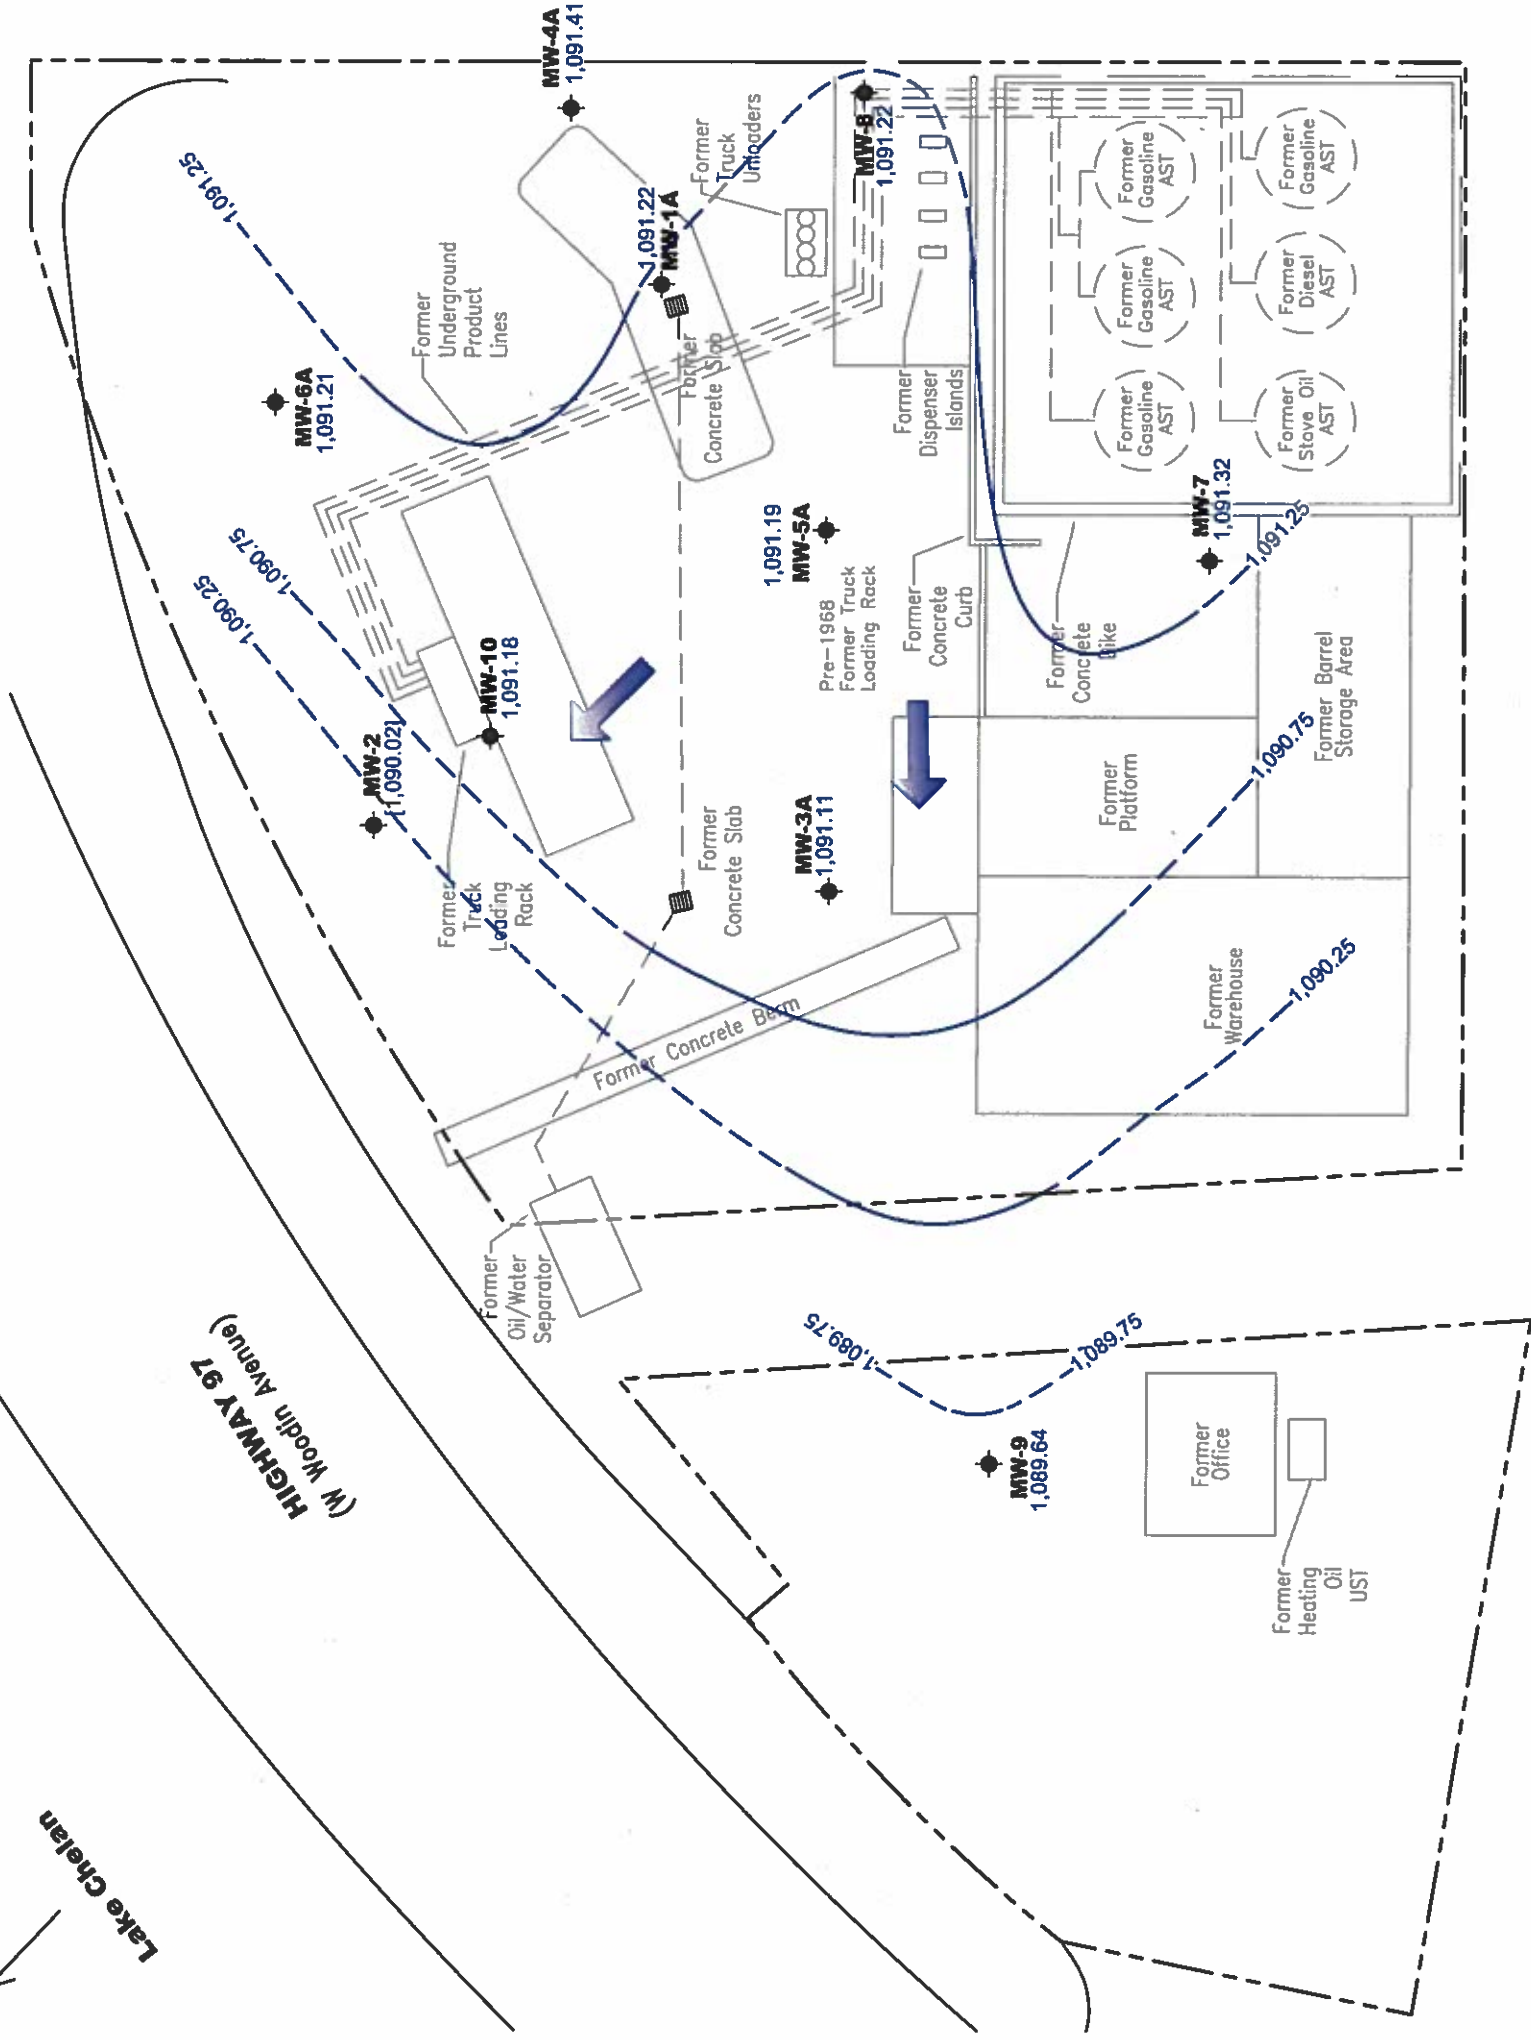 MW-4A
1,091.41
1,091.25
MW-6A
1,091.21
Former
Underground
Product
Lines
1,091.22
MW-1A
Former
Truck
Unloaders
MW-8
1,091.22
Former
Concrete Slab
Former
Dispenser
Islands
Former
Gasoline
AST
Former
Gasoline
AST
Former
Gasoline
AST
Former
Gasoline
AST
Former
Diesel
AST
Former
Stove Oil
AST
1,090.75
1,090.25
MW-2
[1,090.02]
MW-10
1,091.18
1,091.19
MW-5A
Pre-1968
Former Truck
Loading Rack
Former
Concrete
Curb
Former
Concrete
Dike
MW-7
1,091.32
1,091.25
Former Barrel
Storage Area
Former
Truck
Loading
Rack
Former
Concrete Slab
MW-3A
1,091.11
Former
Platform
1,090.75
Former Concrete Berm
Former
Warehouse
1,090.25
Former
Oil/Water
Separator
HIGHWAY 97
(W Woodin Avenue)
1,089.75
1,089.75
MW-9
1,089.64
Former
Office
Former
Heating
Oil
UST
Lake Chelan